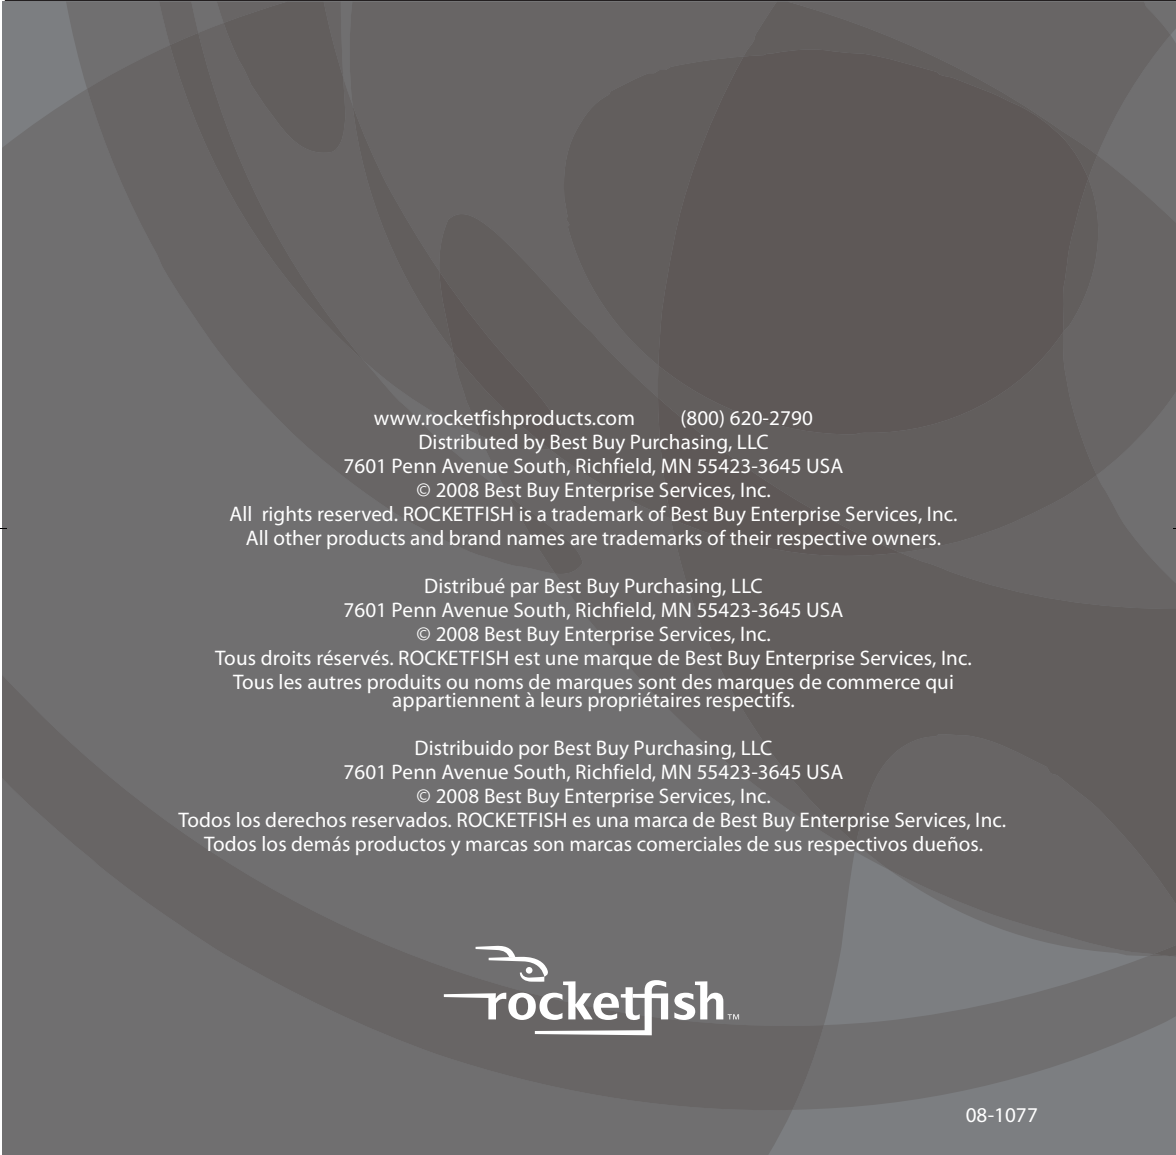 www.rocketfishproducts.com (800) 620-2790
Distributed by Best Buy Purchasing, LLC
7601 Penn Avenue South, Richfield, MN 55423-3645 USA
© 2008 Best Buy Enterprise Services, Inc.
All rights reserved. ROCKETFISH is a trademark of Best Buy Enterprise Services, Inc.
All other products and brand names are trademarks of their respective owners.
Distribué par Best Buy Purchasing, LLC
7601 Penn Avenue South, Richfield, MN 55423-3645 USA
© 2008 Best Buy Enterprise Services, Inc.
Tous droits réservés. ROCKETFISH est une marque de Best Buy Enterprise Services, Inc.
Tous les autres produits ou noms de marques sont des marques de commerce qui
appartiennent à leurs propriétaires respectifs.
Distribuido por Best Buy Purchasing, LLC
7601 Penn Avenue South, Richfield, MN 55423-3645 USA
© 2008 Best Buy Enterprise Services, Inc.
Todos los derechos reservados. ROCKETFISH es una marca de Best Buy Enterprise Services, Inc.
Todos los demás productos y marcas son marcas comerciales de sus respectivos dueños.
rocketfish™
08-1077